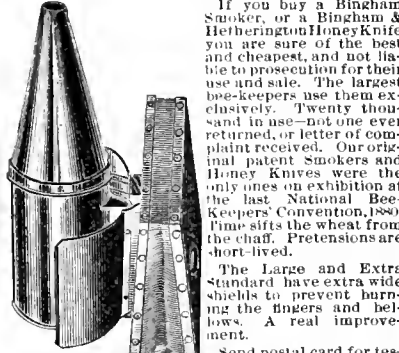 If you buy a Bingham
Smoker, or a Bingham &
Hetherington Honey Knife
you are sure of the best
and cheapest, and not lia-
ble to prosecution for their
use and sale. The largest
bee-keepers use them ex-
clusively. Twenty thou-
sand in use—not one ever
returned, or letter of com-
plaint received. Our orig-
inal patent Smokers and
Honey Knives were the
only ones on exhibition at
the last National Bee-
Keepers' Convention, 1880.
Time sifts the wheat from
the chaff. Pretensions are
short-lived.
The Large and Extra
Standard have extra wide
shields to prevent burn-
ing the fingers and bel-
lows. A real improve-
ment.
Send postal card for tes-